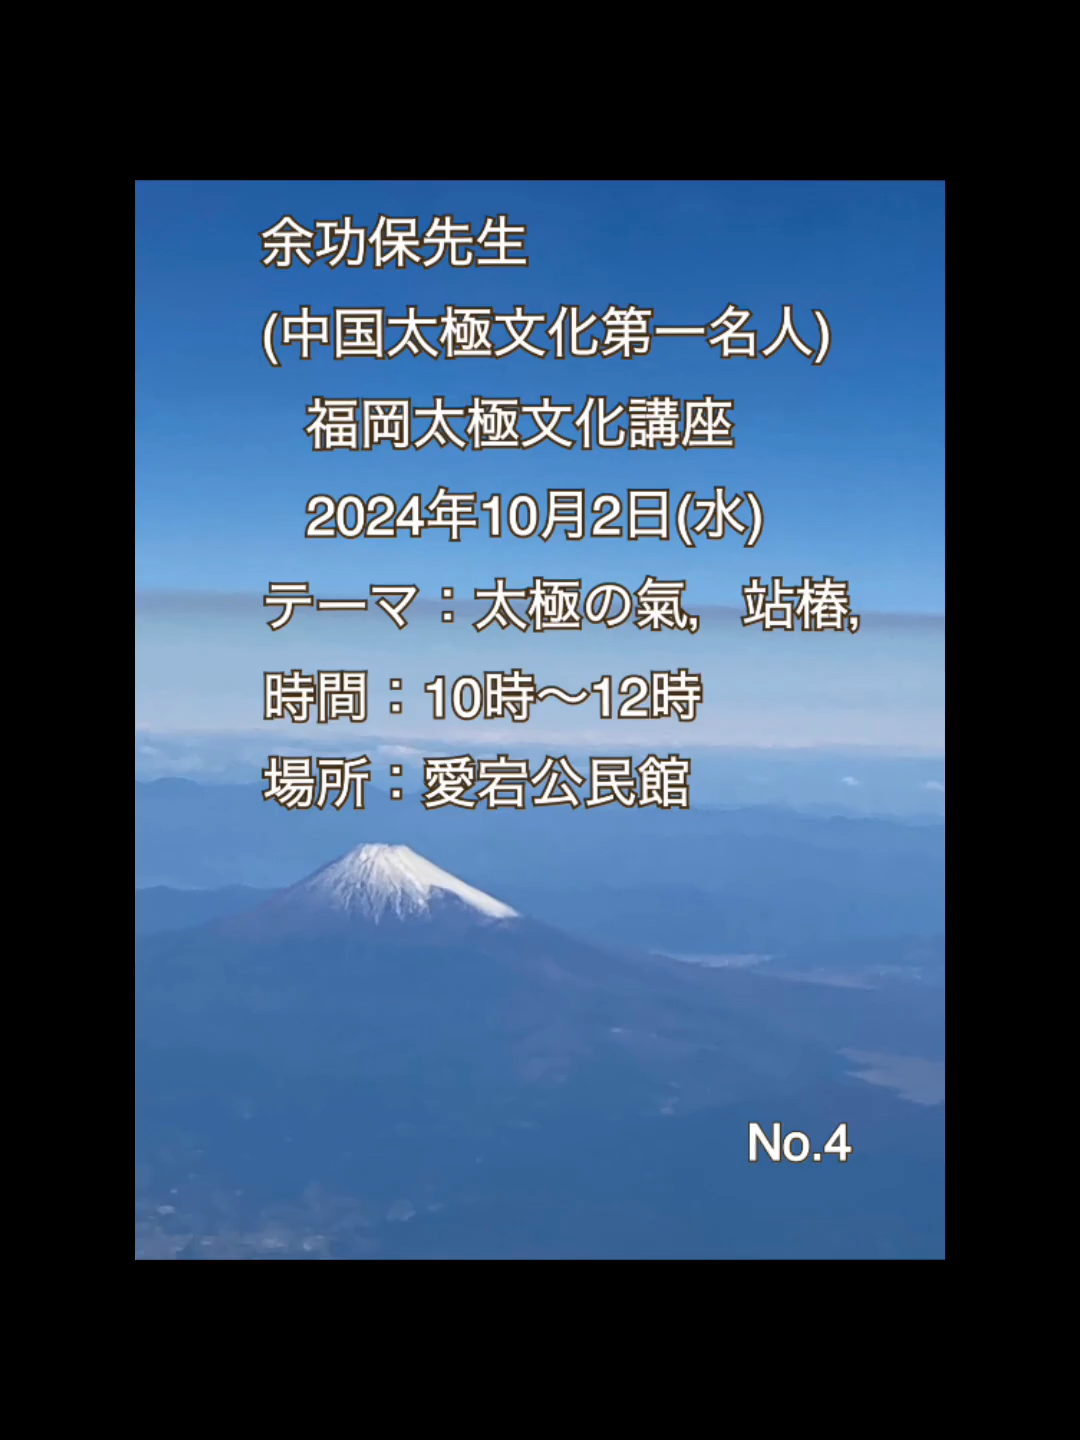 余功保先生
(中国太極文化第一名人)
福岡太極文化講座
2024年10月2日(水)
テーマ：太極の氣,　站樁,
時間：10時〜12時
場所：愛宕公民館
No.4